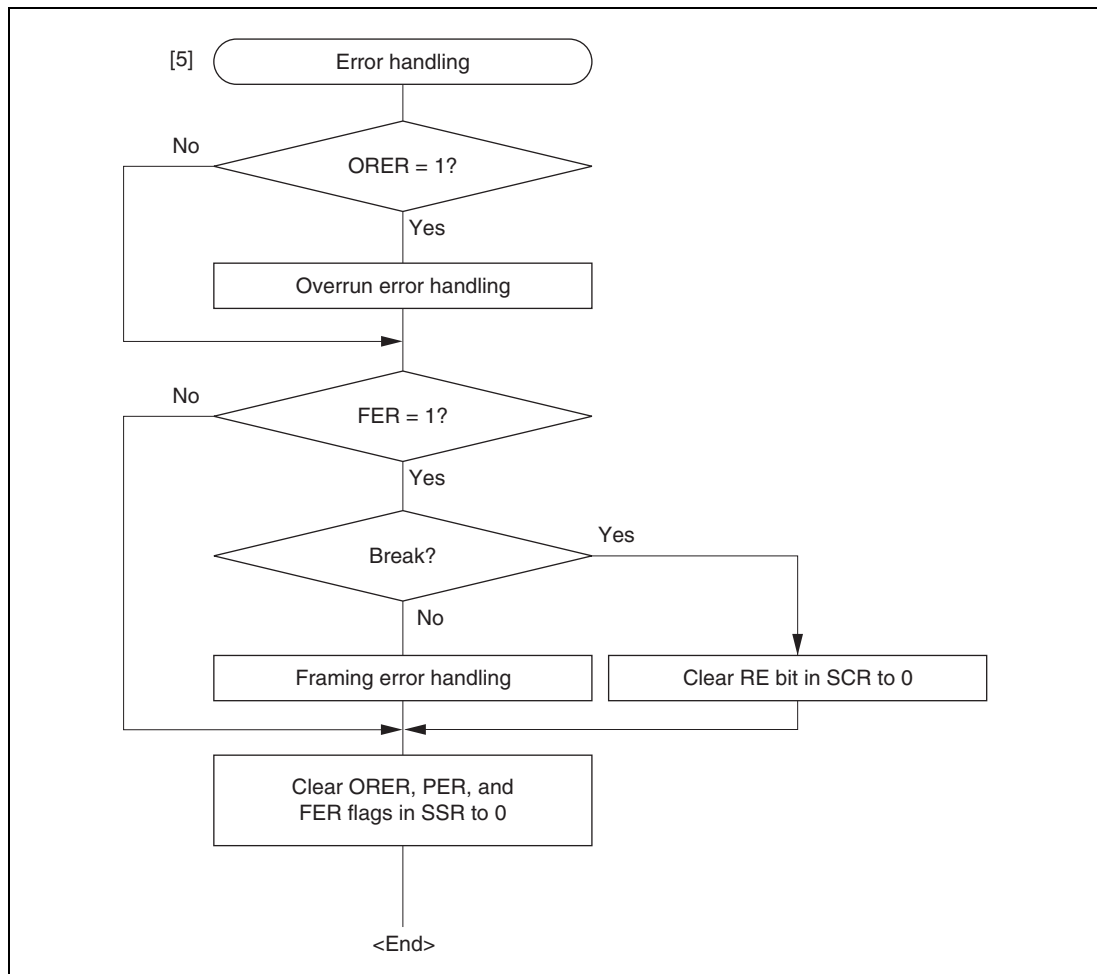 [5] Error handling
No
ORER = 1?
Yes
Overrun error handling
No
FER = 1?
Yes
Break?
Yes
No
Framing error handling
Clear RE bit in SCR to 0
Clear ORER, PER, and
FER flags in SSR to 0
<End>